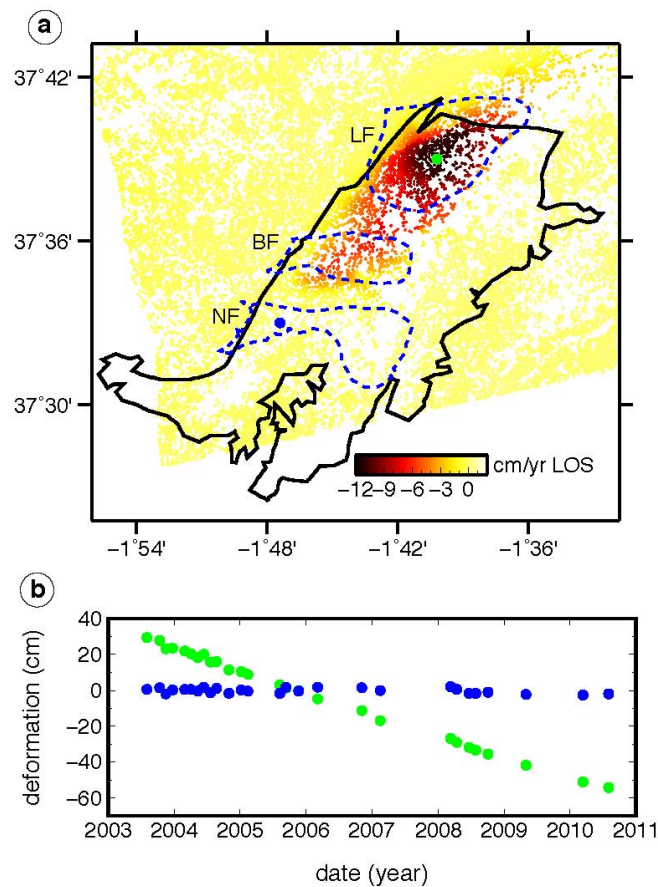 a
37˚42'
LF
37˚36'
BF
NF
37˚30'
cm/yr LOS
−12−9 −6 −3 0
−1˚54' −1˚48' −1˚42' −1˚36'
b
40
20
0
−20
−40
−60
deformation (cm)
2003 2004 2005 2006 2007 2008 2009 2010 2011
date (year)